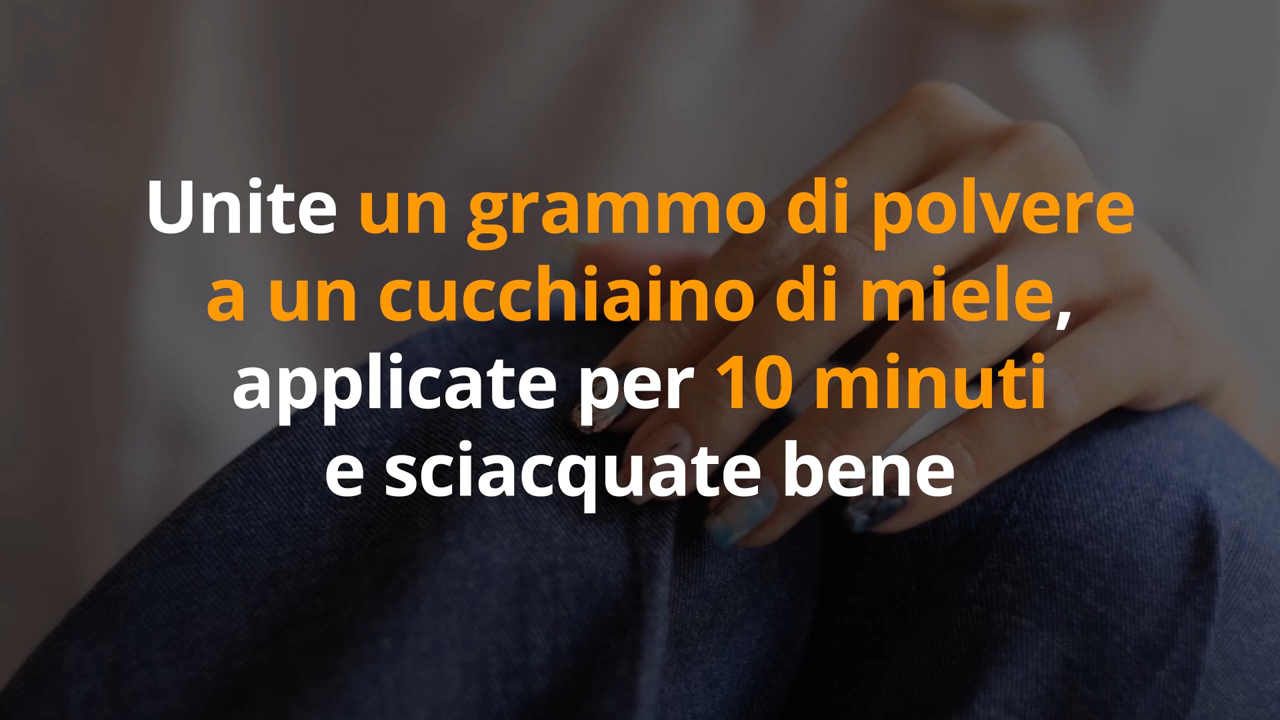 Unite un grammo di polvere
a un cucchiaino di miele,
applicate per 10 minuti
e sciacquate bene